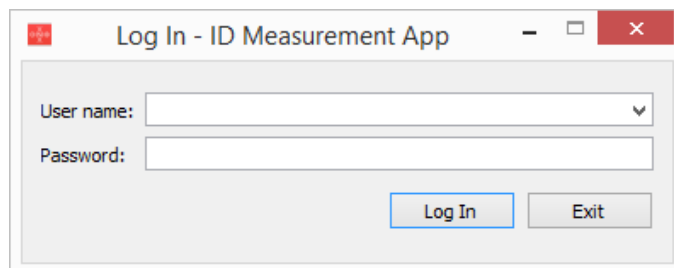 Log In - ID Measurement App
User name:
Password:
Log In Exit